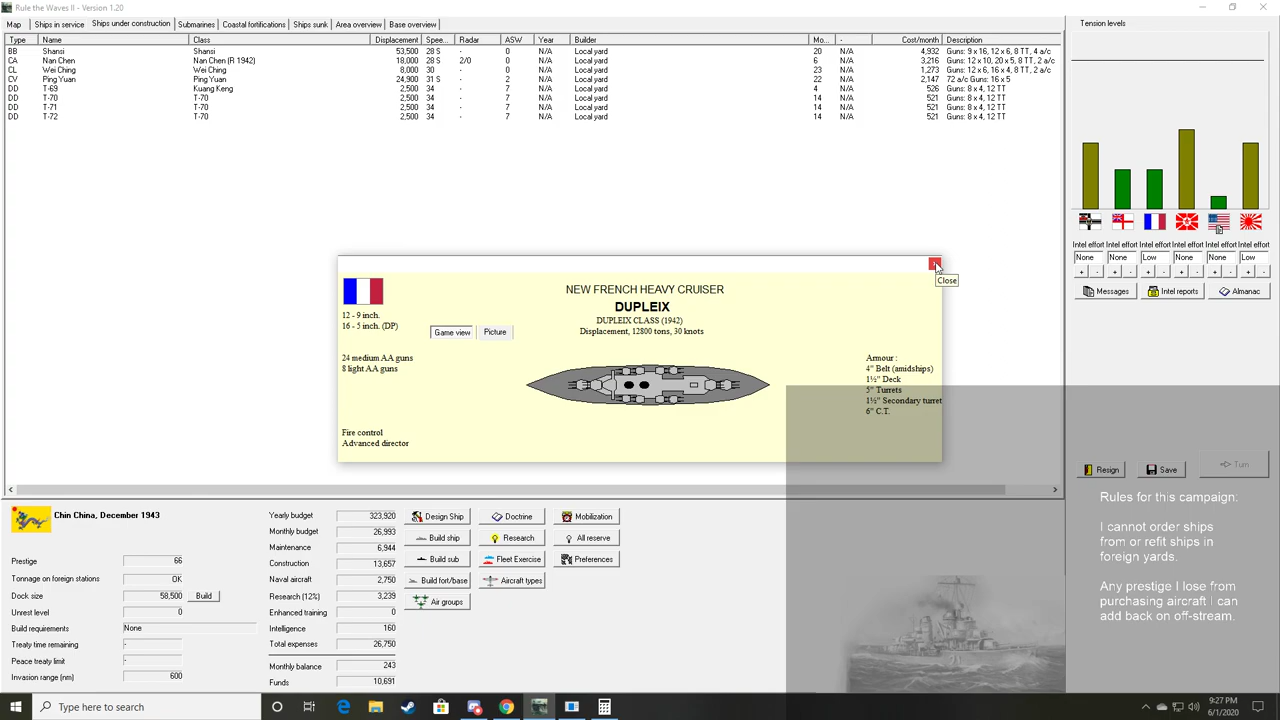 Rule the Waves II - Version 1.20
Map Ships in service Ships under construction Submarines Coastal fortifications Ships sunk Area overview Base overview
Type Name Class Displacement Spee... Radar ASW Year Builder Mo... - Cost/month Description
BB Shansi Shansi 53,500 28 S - 0 N/A Local yard 20 N/A 4,932 Guns: 9 x 16, 12 x 6, 8 TT, 4 a/c
CA Nan Chen Nan Chen (R 1942) 18,000 28 S 2/0 0 N/A Local yard 6 N/A 3,216 Guns: 12 x 10, 20 x 5, 8 TT, 2 a/c
CL Wei Ching Wei Ching 8,000 30 - 0 N/A Local yard 23 N/A 1,273 Guns: 12 x 6, 16 x 4, 8 TT, 2 a/c
CV Ping Yuan Ping Yuan 24,900 31 S - 2 N/A Local yard 22 N/A 2,147 72 a/c Guns: 16 x 5
DD T-69 Kuang Keng 2,500 34 - 7 N/A Local yard 4 N/A 526 Guns: 8 x 4, 12 TT
DD T-70 T-70 2,500 34 - 7 N/A Local yard 14 N/A 521 Guns: 8 x 4, 12 TT
DD T-71 T-70 2,500 34 - 7 N/A Local yard 14 N/A 521 Guns: 8 x 4, 12 TT
DD T-72 T-70 2,500 34 - 7 N/A Local yard 14 N/A 521 Guns: 8 x 4, 12 TT
Tension levels
Intel effort Intel effort Intel effort Intel effort Intel effort Intel effort
None None Low None None Low
+ - + - + - + - + - + -
Messages Intel reports Almanac
Close
NEW FRENCH HEAVY CRUISER
DUPLEIX
DUPLEIX CLASS (1942)
Displacement, 12800 tons, 30 knots
12 - 9 inch.
16 - 5 inch. (DP)
Game view Picture
24 medium AA guns
8 light AA guns
Armour :
4" Belt (amidships)
1½" Deck
5" Turrets
1½" Secondary turret
6" C.T.
Fire control
Advanced director
Resign Save Turn
Rules for this campaign:
I cannot order ships
from or refit ships in
foreign yards.
Any prestige I lose from
purchasing aircraft I can
add back on off-stream.
Chin China, December 1943
Prestige 66
Tonnage on foreign stations OK
Dock size 58,500 Build
Unrest level 0
Build requirements None
Treaty time remaining -
Peace treaty limit -
Invasion range (nm) 600
Yearly budget 323,920
Monthly budget 26,993
Maintenance 6,944
Construction 13,657
Naval aircraft 2,750
Research (12%) 3,239
Enhanced training 0
Intelligence 160
Total expenses 26,750
Monthly balance 243
Funds 10,691
Design Ship Doctrine Mobilization
Build ship Research All reserve
Build sub Fleet Exercise Preferences
Build fort/base Aircraft types
Air groups
Type here to search
9:27 PM
6/1/2020